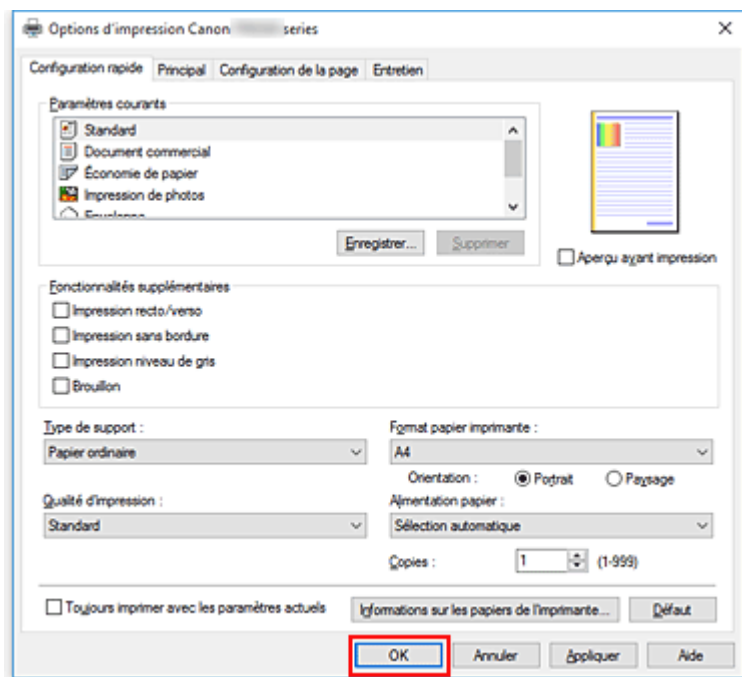 Options d'impression Canon series
Configuration rapide Principal Configuration de la page Entretien
Paramètres courants
Standard
Document commercial
Économie de papier
Impression de photos
Enregistrer... Supprimer
Aperçu avant impression
Fonctionnalités supplémentaires
Impression recto/verso
Impression sans bordure
Impression niveau de gris
Brouillon
Type de support :
Papier ordinaire
Format papier imprimante :
A4
Orientation : Portrait Paysage
Qualité d'impression :
Standard
Alimentation papier :
Sélection automatique
Copies : 1 (1-999)
Toujours imprimer avec les paramètres actuels
Informations sur les papiers de l'imprimante... Défaut
OK Annuler Appliquer Aide